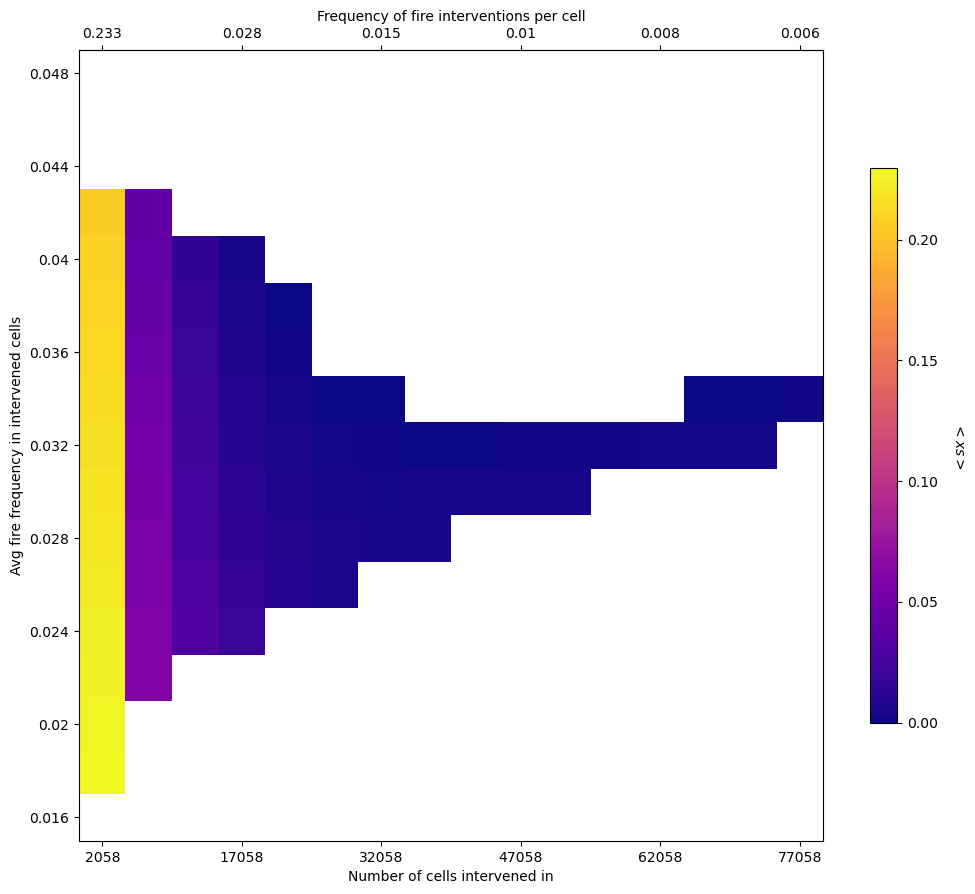 Frequency of fire interventions per cell
0.233 0.028 0.015 0.01 0.008 0.006
0.048
0.044
0.04
0.036
0.032
0.028
0.024
0.02
0.016
Avg fire frequency in intervened cells
2058 17058 32058 47058 62058 77058
Number of cells intervened in
0.20
0.15
0.10
0.05
0.00
< sx >